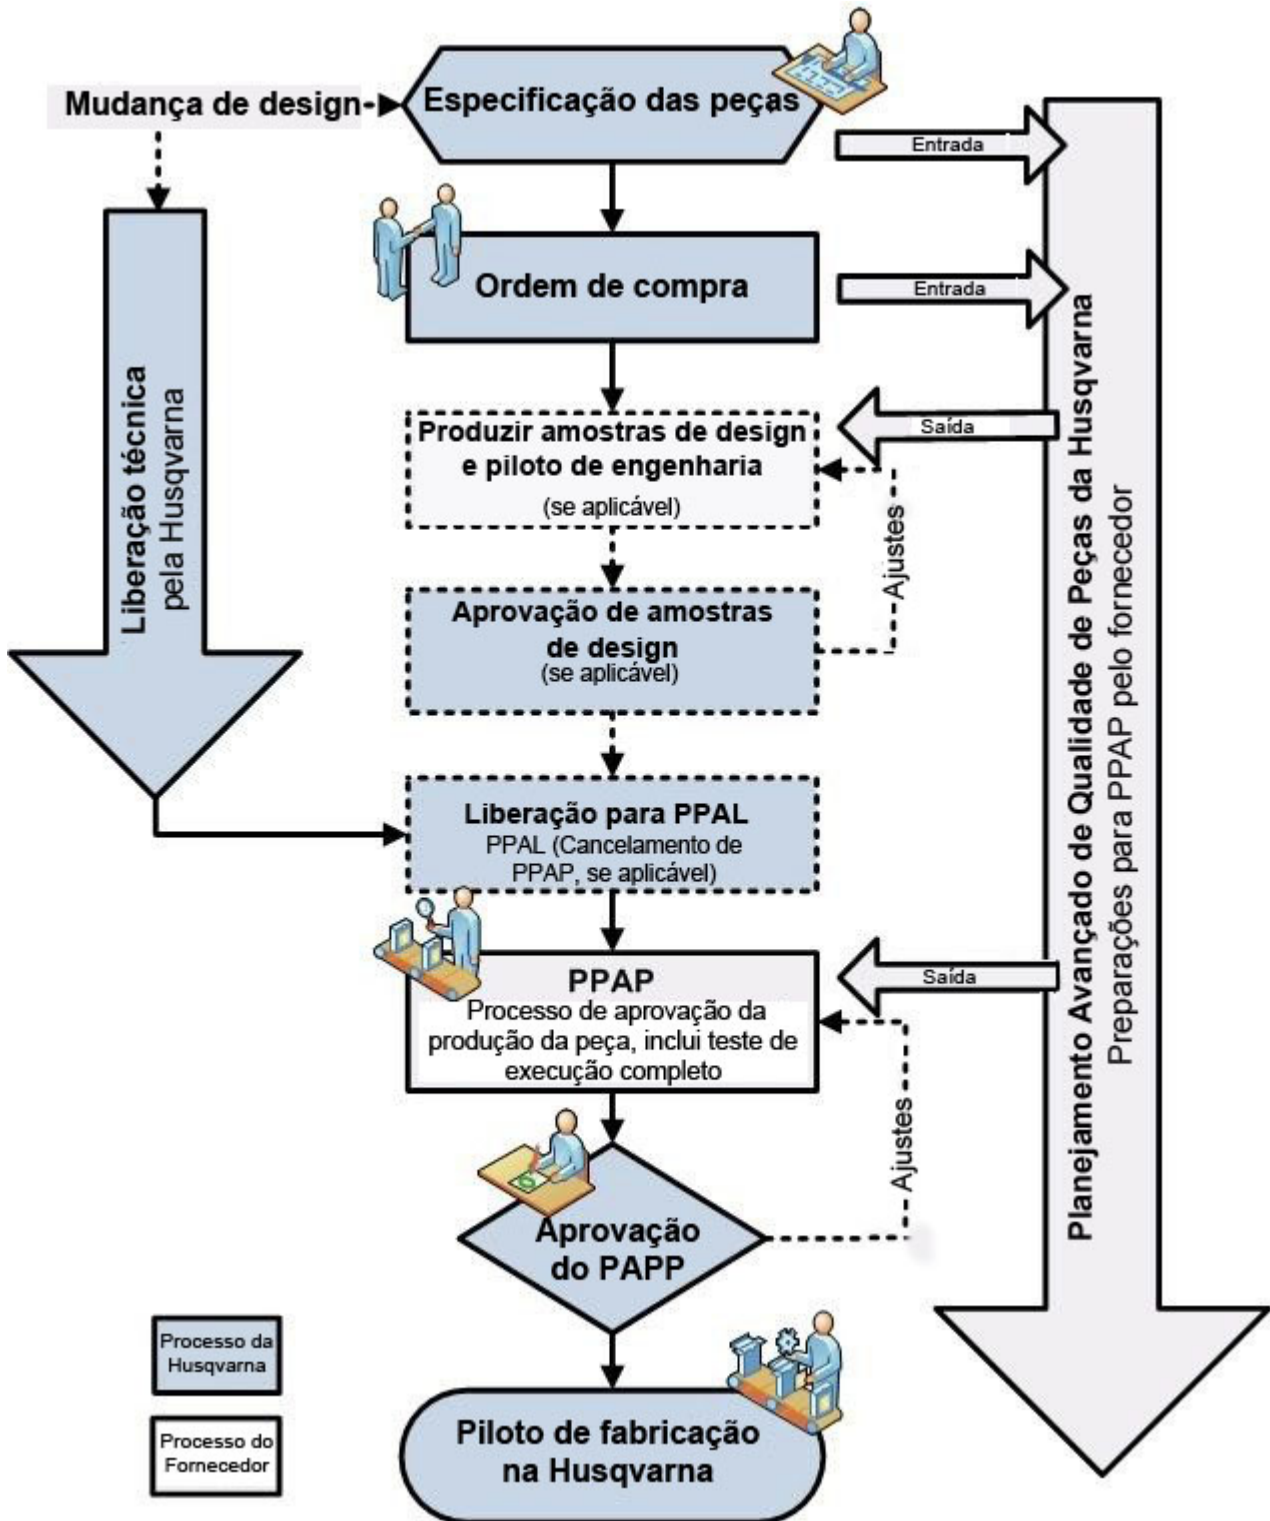 Mudança de design
Especificação das peças
Entrada
Ordem de compra
Entrada
Liberação técnica
pela Husqvarna
Produzir amostras de design
e piloto de engenharia
(se aplicável)
Saída
Ajustes
Aprovação de amostras
de design
(se aplicável)
Liberação para PPAL
PPAL (Cancelamento de
PPAP, se aplicável)
PPAP
Processo de aprovação da
produção da peça, inclui teste de
execução completo
Saída
Ajustes
Aprovação
do PAPP
Piloto de fabricação
na Husqvarna
Planejamento Avançado de Qualidade de Peças da Husqvarna
Preparações para PPAP pelo fornecedor
Processo da
Husqvarna
Processo do
Fornecedor